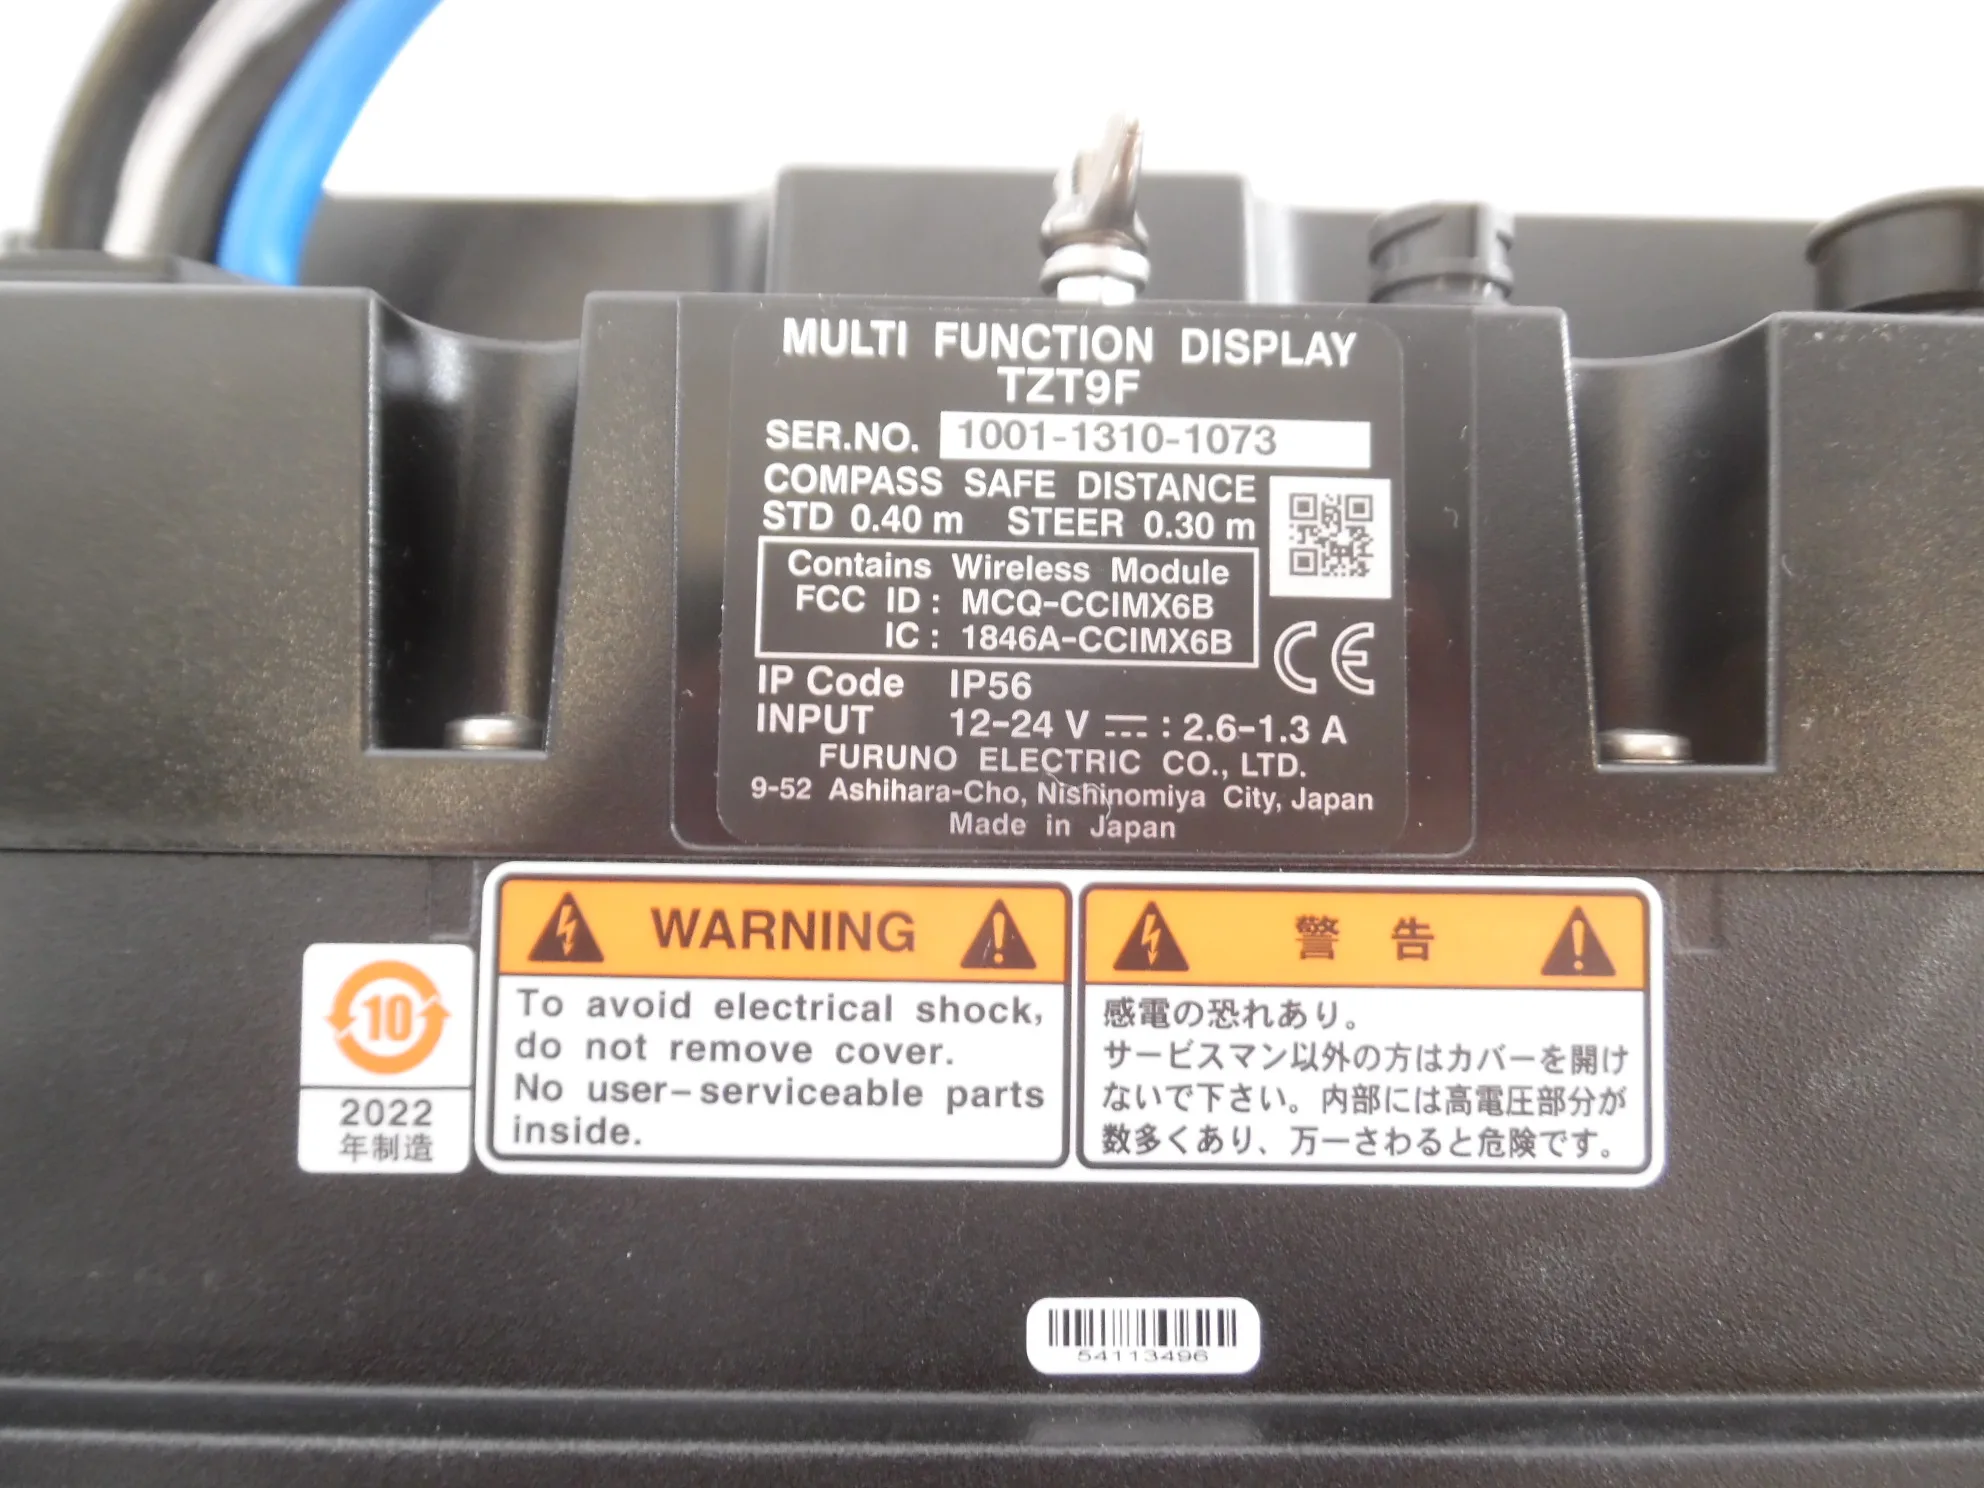 MULTI FUNCTION DISPLAY
TZT9F
SER.NO. 1001-1310-1073
COMPASS SAFE DISTANCE
STD 0.40 m STEER 0.30 m
Contains Wireless Module
FCC ID : MCQ-CCIMX6B
IC : 1846A-CCIMX6B
CE
IP Code IP56
INPUT 12-24 V ⎓ : 2.6-1.3 A
FURUNO ELECTRIC CO., LTD.
9-52 Ashihara-Cho, Nishinomiya City, Japan
Made in Japan
10
2022
年制造
WARNING
To avoid electrical shock,
do not remove cover.
No user-serviceable parts
inside.
警 告
感電の恐れあり。
サービスマン以外の方はカバーを開け
ないで下さい。内部には高電圧部分が
数多くあり、万一さわると危険です。
54113496